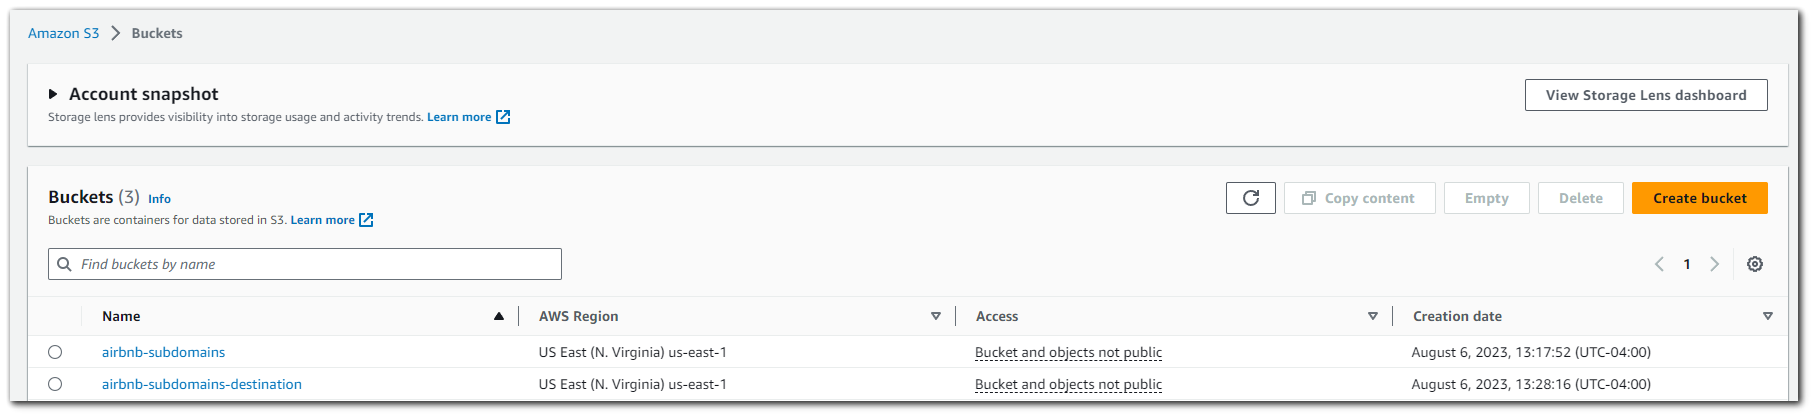 Amazon S3 > Buckets
Account snapshot
View Storage Lens dashboard
Storage lens provides visibility into storage usage and activity trends. Learn more
Buckets (3) Info
Copy content Empty Delete Create bucket
Buckets are containers for data stored in S3. Learn more
Find buckets by name
1
Name AWS Region Access Creation date
airbnb-subdomains US East (N. Virginia) us-east-1 Bucket and objects not public August 6, 2023, 13:17:52 (UTC-04:00)
airbnb-subdomains-destination US East (N. Virginia) us-east-1 Bucket and objects not public August 6, 2023, 13:28:16 (UTC-04:00)